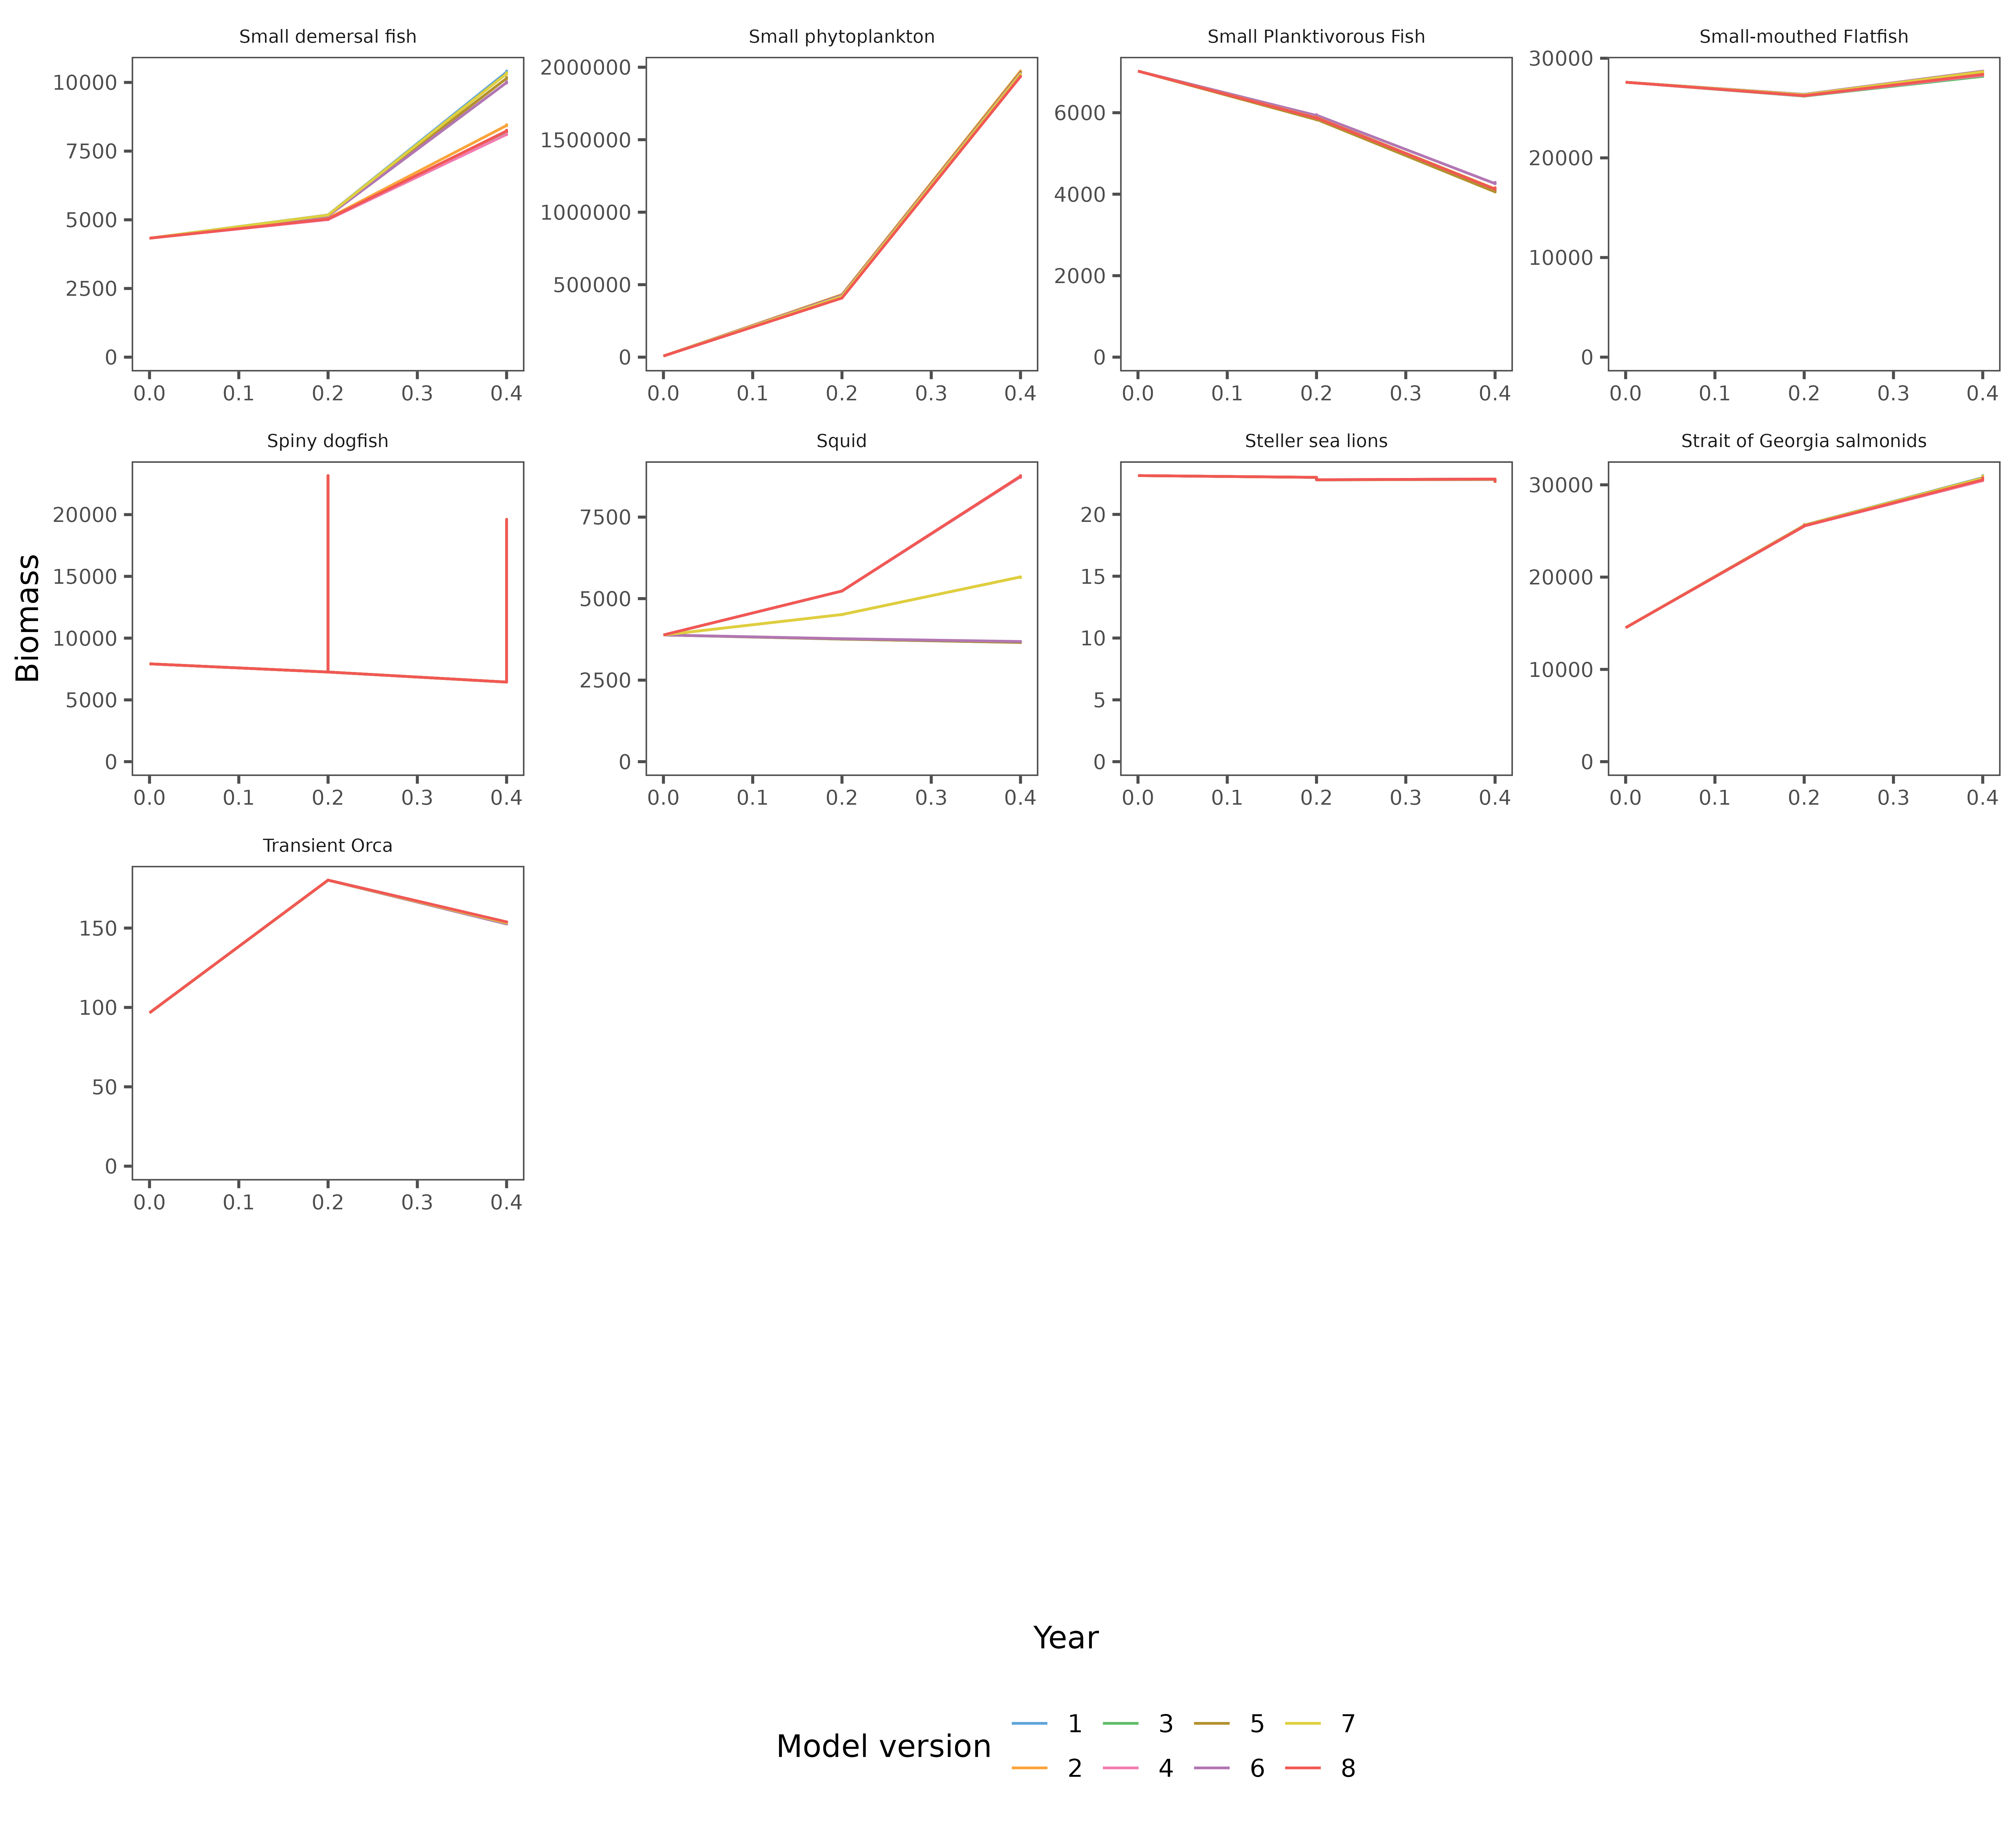 Small demersal fish
Small phytoplankton
Small Planktivorous Fish
Small-mouthed Flatfish
10000
7500
5000
2500
0
0.0 0.1 0.2 0.3 0.4
2000000
1500000
1000000
500000
0
0.0 0.1 0.2 0.3 0.4
6000
4000
2000
0
0.0 0.1 0.2 0.3 0.4
30000
20000
10000
0
0.0 0.1 0.2 0.3 0.4
Biomass
Spiny dogfish
Squid
Steller sea lions
Strait of Georgia salmonids
20000
15000
10000
5000
0
0.0 0.1 0.2 0.3 0.4
7500
5000
2500
0
0.0 0.1 0.2 0.3 0.4
20
15
10
5
0
0.0 0.1 0.2 0.3 0.4
30000
20000
10000
0
0.0 0.1 0.2 0.3 0.4
Transient Orca
150
100
50
0
0.0 0.1 0.2 0.3 0.4
Year
Model version
1 3 5 7
2 4 6 8